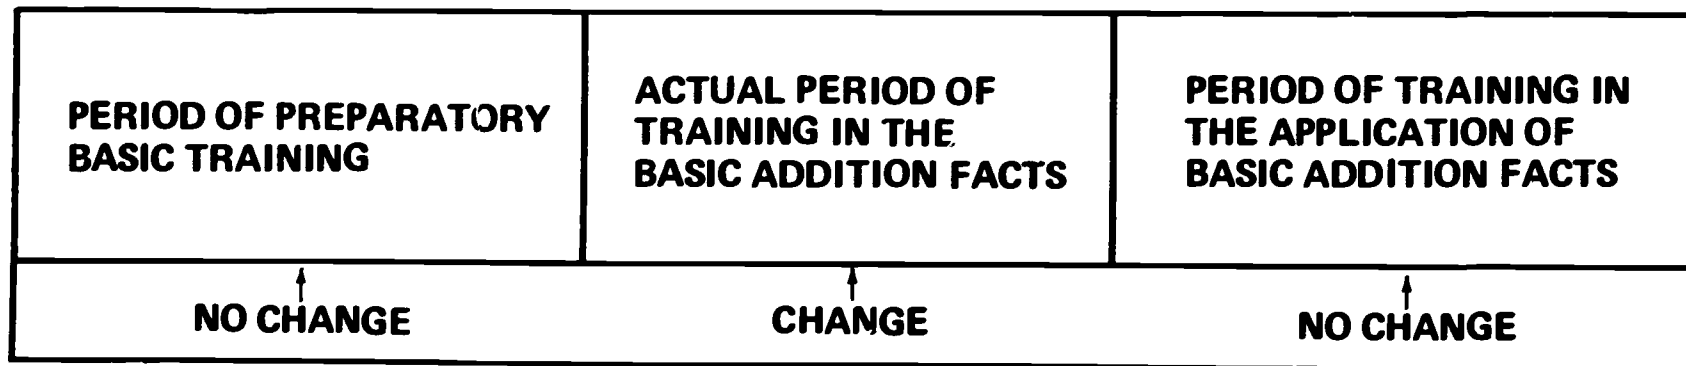 PERIOD OF PREPARATORY
BASIC TRAINING
ACTUAL PERIOD OF
TRAINING IN THE
BASIC ADDITION FACTS
PERIOD OF TRAINING IN
THE APPLICATION OF
BASIC ADDITION FACTS
NO CHANGE
CHANGE
NO CHANGE